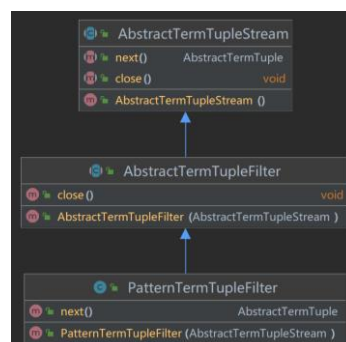 AbstractTermTupleStream
next() AbstractTermTuple
close() void
AbstractTermTupleStream ()
AbstractTermTupleFilter
close() void
AbstractTermTupleFilter (AbstractTermTupleStream )
PatternTermTupleFilter
next() AbstractTermTuple
PatternTermTupleFilter (AbstractTermTupleStream )